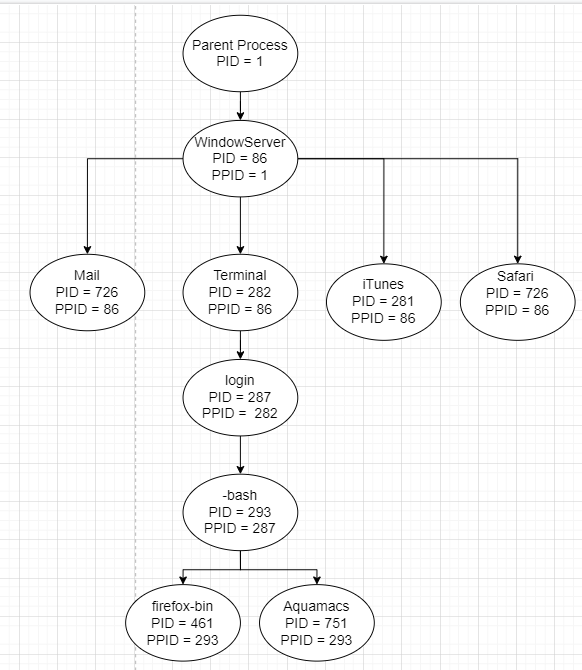 Parent Process
PID = 1
WindowServer
PID = 86
PPID = 1
Mail
PID = 726
PPID = 86
Terminal
PID = 282
PPID = 86
iTunes
PID = 281
PPID = 86
Safari
PID = 726
PPID = 86
login
PID = 287
PPID = 282
-bash
PID = 293
PPID = 287
firefox-bin
PID = 461
PPID = 293
Aquamacs
PID = 751
PPID = 293